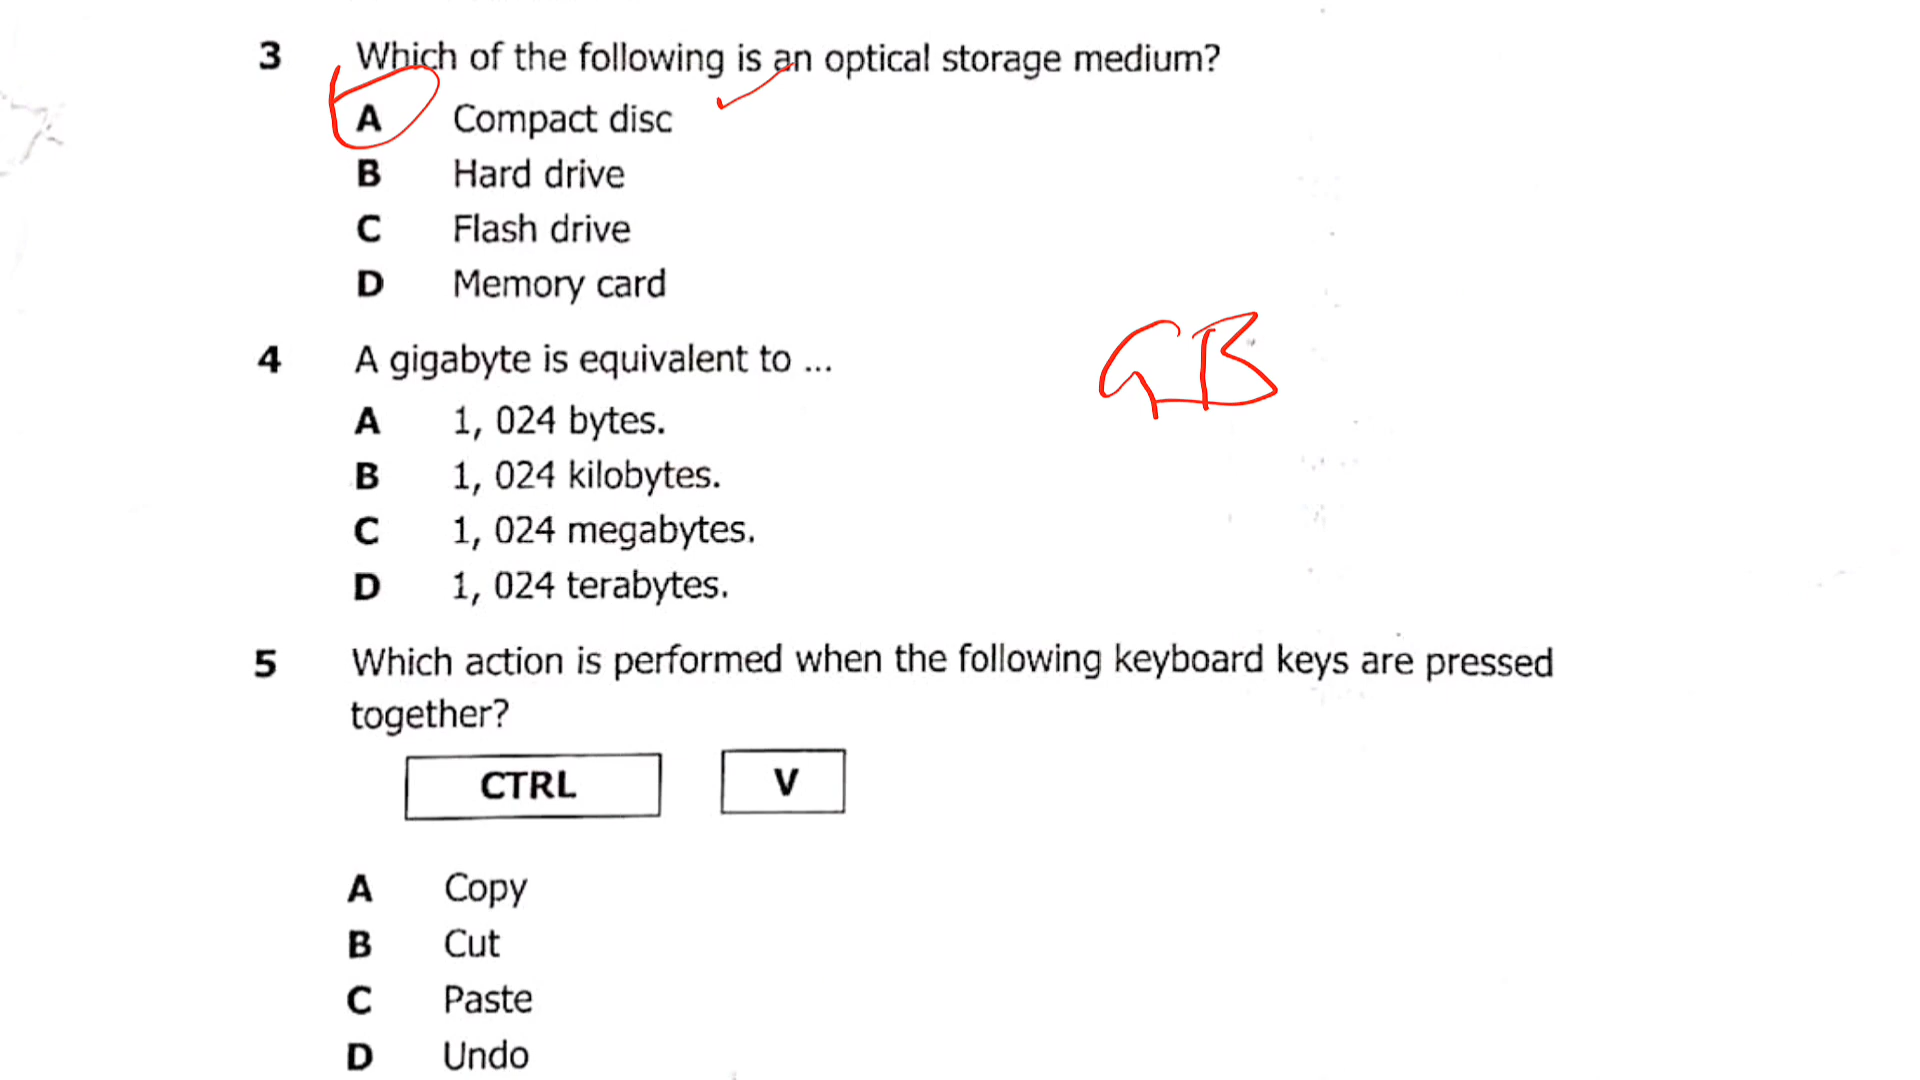 3 Which of the following is an optical storage medium?
A Compact disc
B Hard drive
C Flash drive
D Memory card
GB
4 A gigabyte is equivalent to ...
A 1, 024 bytes.
B 1, 024 kilobytes.
C 1, 024 megabytes.
D 1, 024 terabytes.
5 Which action is performed when the following keyboard keys are pressed
together?
CTRL V
A Copy
B Cut
C Paste
D Undo